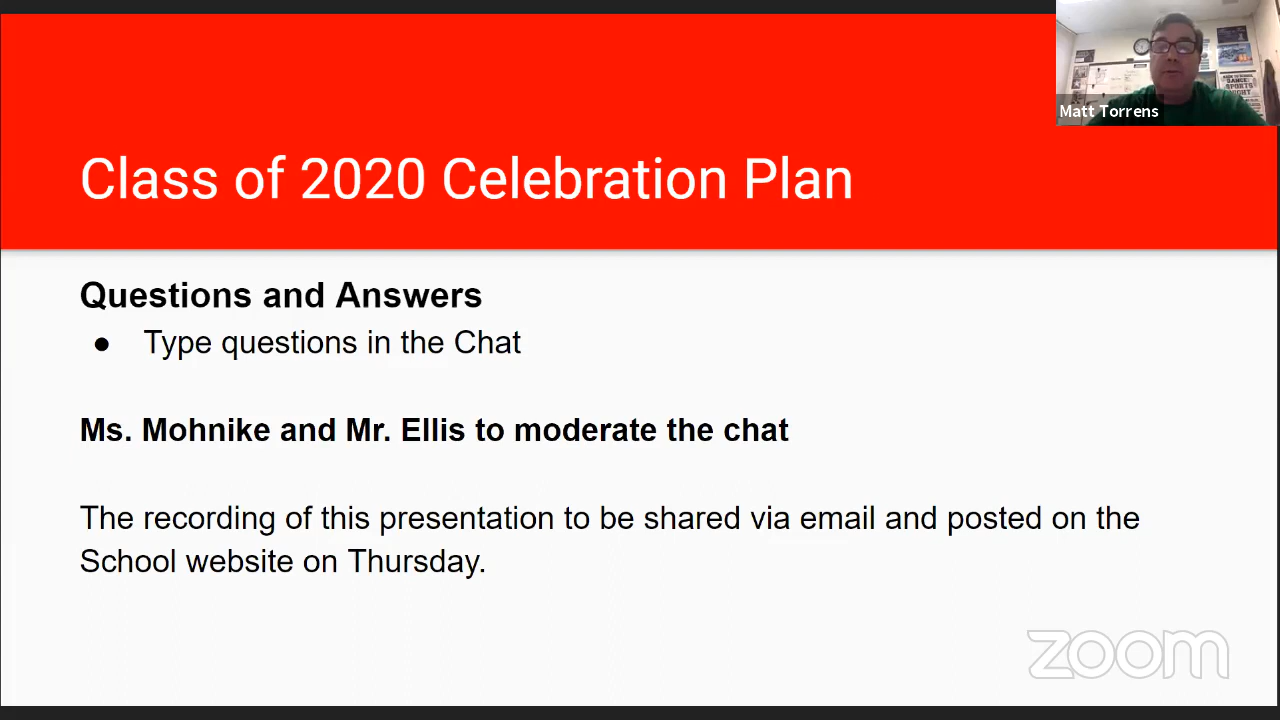 Matt Torrens
Class of 2020 Celebration Plan
Questions and Answers
● Type questions in the Chat
Ms. Mohnike and Mr. Ellis to moderate the chat
The recording of this presentation to be shared via email and posted on the
School website on Thursday.
zoom